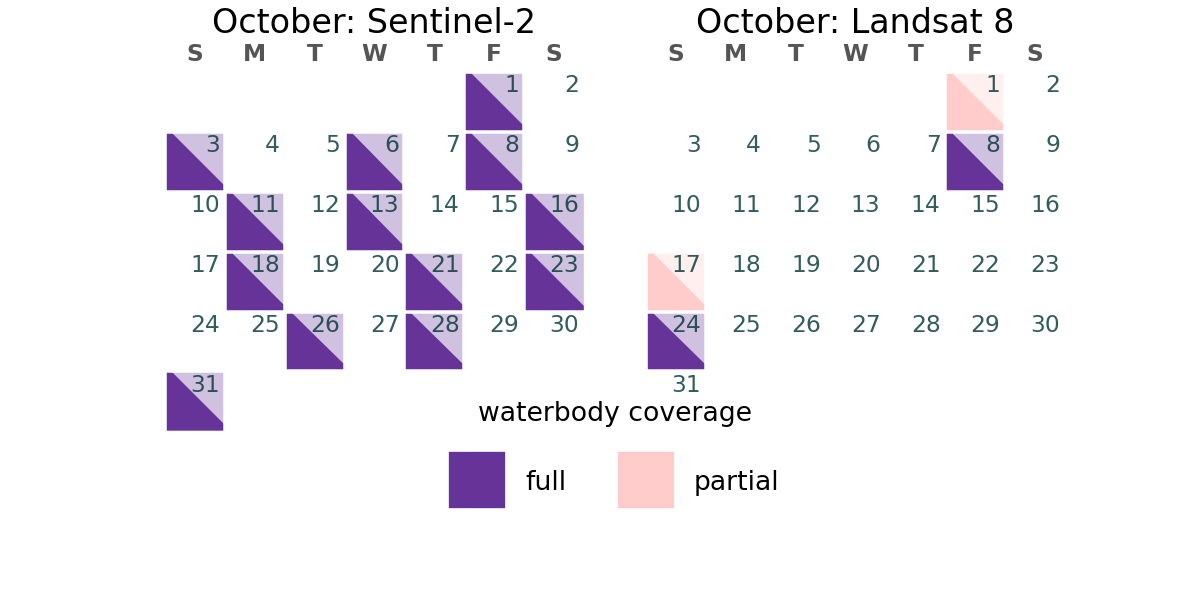 October: Sentinel-2
S M T W T F S
1 2
3 4 5 6 7 8 9
10 11 12 13 14 15 16
17 18 19 20 21 22 23
24 25 26 27 28 29 30
31
October: Landsat 8
S M T W T F S
1 2
3 4 5 6 7 8 9
10 11 12 13 14 15 16
17 18 19 20 21 22 23
24 25 26 27 28 29 30
31
waterbody coverage
full partial